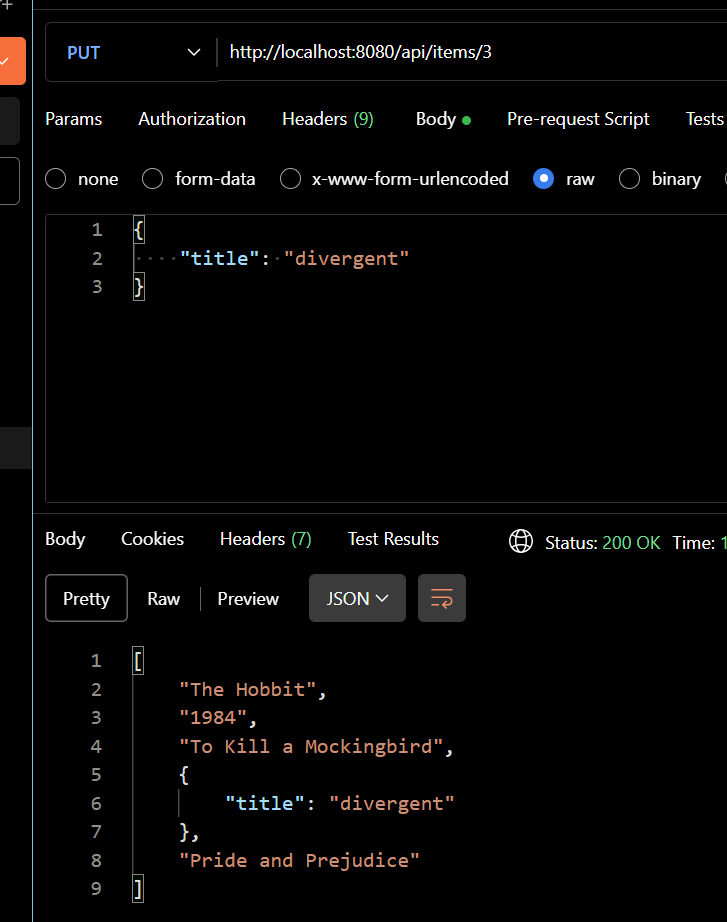 PUT http://localhost:8080/api/items/3
Params Authorization Headers (9) Body Pre-request Script Tests
none form-data x-www-form-urlencoded raw binary
1 {
2 "title": "divergent"
3 }
Body Cookies Headers (7) Test Results Status: 200 OK Time: 1
Pretty Raw Preview JSON
1 [
2 "The Hobbit",
3 "1984",
4 "To Kill a Mockingbird",
5 {
6 "title": "divergent"
7 },
8 "Pride and Prejudice"
9 ]